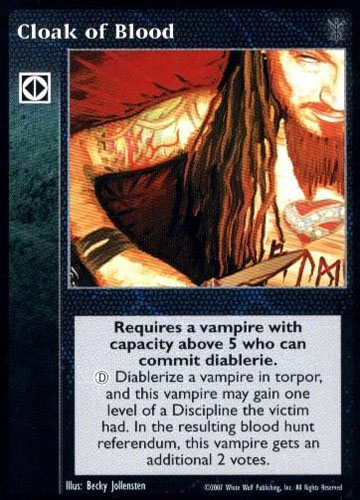 Cloak of Blood
Requires a vampire with
capacity above 5 who can
commit diablerie.
Ⓓ Diablerize a vampire in torpor,
and this vampire may gain one
level of a Discipline the victim
had. In the resulting blood hunt
referendum, this vampire gets an
additional 2 votes.
Illus: Becky Jollensten
©2007 White Wolf Publishing, Inc. All Rights Reserved